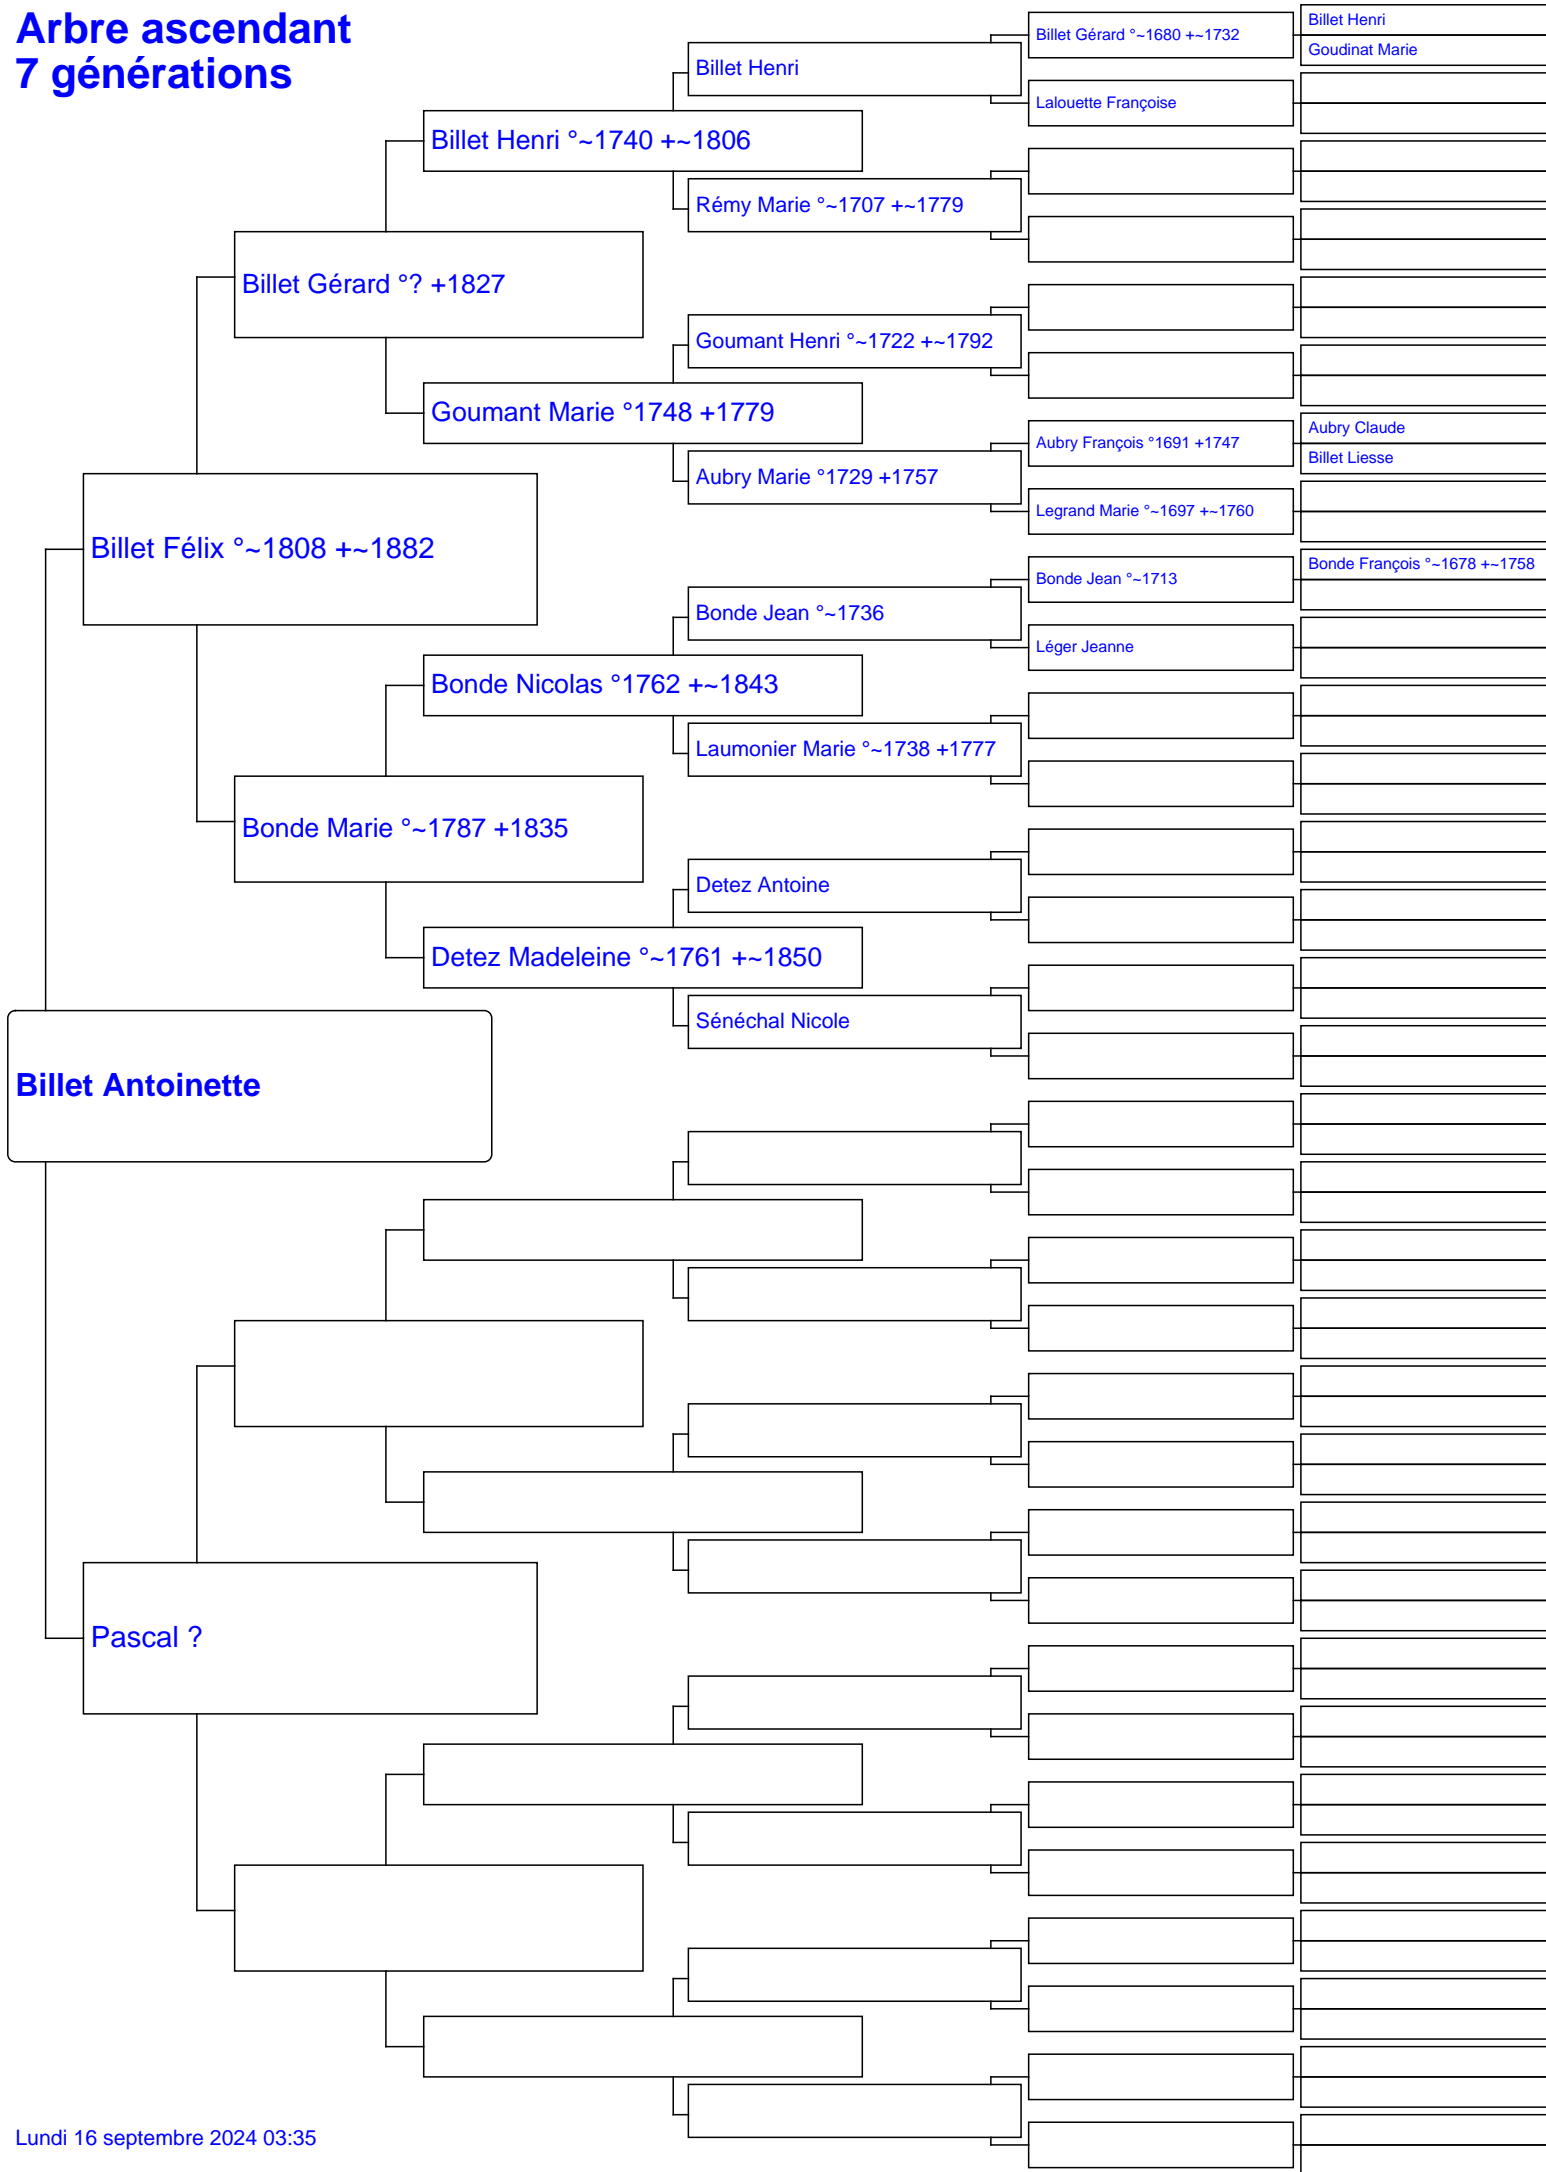 Arbre ascendant
7 générations
Billet Antoinette
Billet Félix °~1808 +~1882
Pascal ?
Billet Gérard °? +1827
Bonde Marie °~1787 +1835
Billet Henri °~1740 +~1806
Goumant Marie °1748 +1779
Bonde Nicolas °1762 +~1843
Detez Madeleine °~1761 +~1850
Billet Henri
Rémy Marie °~1707 +~1779
Goumant Henri °~1722 +~1792
Aubry Marie °1729 +1757
Bonde Jean °~1736
Laumonier Marie °~1738 +1777
Detez Antoine
Sénéchal Nicole
Billet Gérard °~1680 +~1732
Lalouette Françoise
Aubry François °1691 +1747
Legrand Marie °~1697 +~1760
Bonde Jean °~1713
Léger Jeanne
Billet Henri
Goudinat Marie
Aubry Claude
Billet Liesse
Bonde François °~1678 +~1758
Lundi 16 septembre 2024 03:35